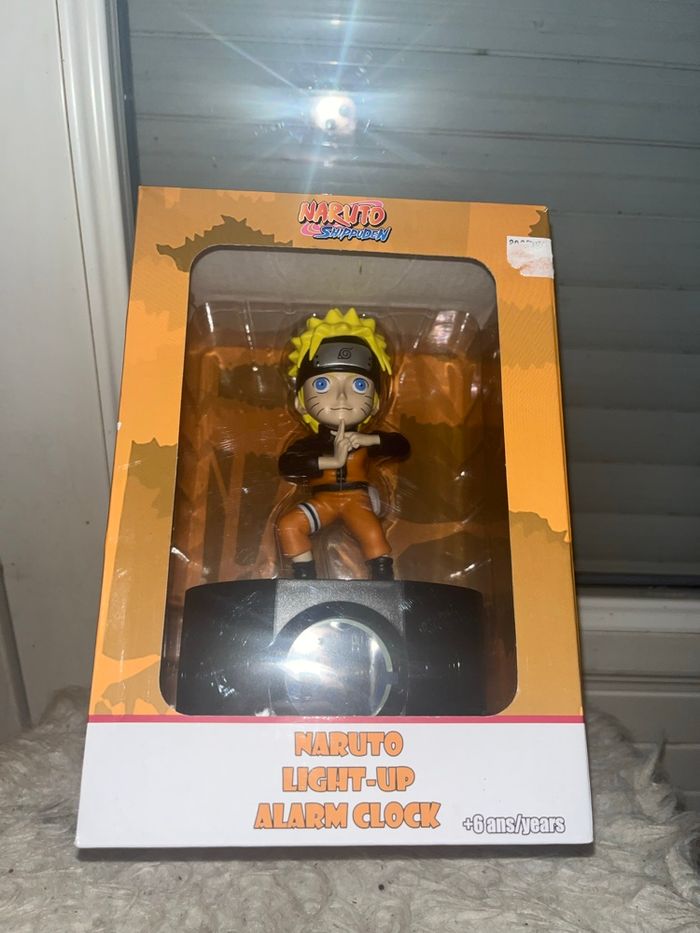 NARUTO
SHIPPUDEN
NARUTO
LIGHT-UP
ALARM CLOCK
+6 ans/years